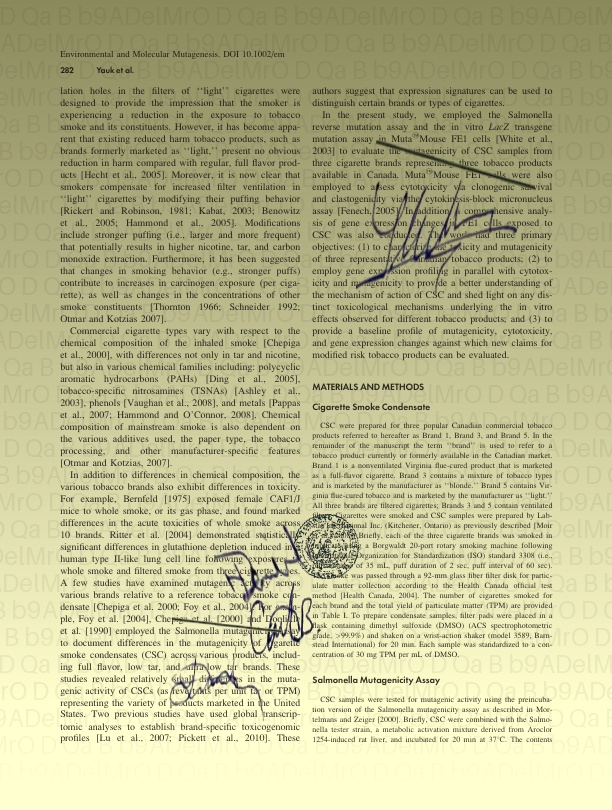 Environmental and Molecular Mutagenesis. DOI 10.1002/em
282 Yauk et al.
lation holes in the filters of ‘‘light’’ cigarettes were
designed to provide the impression that the smoker is
experiencing a reduction in the exposure to tobacco
smoke and its constituents. However, it has become appa-
rent that existing reduced harm tobacco products, such as
brands formerly marketed as ‘‘light,’’ present no obvious
reduction in harm compared with regular, full flavor prod-
ucts [Hecht et al., 2005]. Moreover, it is now clear that
smokers compensate for increased filter ventilation in
‘‘light’’ cigarettes by modifying their puffing behavior
[Rickert and Robinson, 1981; Kabat, 2003; Benowitz
et al., 2005; Hammond et al., 2005]. Modifications
include stronger puffing (i.e., larger and more frequent)
that potentially results in higher nicotine, tar, and carbon
monoxide extraction. Furthermore, it has been suggested
that changes in smoking behavior (e.g., stronger puffs)
contribute to increases in carcinogen exposure (per ciga-
rette), as well as changes in the concentrations of other
smoke constituents [Thornton 1966; Schneider 1992;
Otmar and Kotzias 2007].
Commercial cigarette types vary with respect to the
chemical composition of the inhaled smoke [Chepiga
et al., 2000], with differences not only in tar and nicotine,
but also in various chemical families including: polycyclic
aromatic hydrocarbons (PAHs) [Ding et al., 2005],
tobacco-specific nitrosamines (TSNAs) [Ashley et al.,
2003], phenols [Vaughan et al., 2008], and metals [Pappas
et al., 2007; Hammond and O’Connor, 2008]. Chemical
composition of mainstream smoke is also dependent on
the various additives used, the paper type, the tobacco
processing, and other manufacturer-specific features
[Otmar and Kotzias, 2007].
In addition to differences in chemical composition, the
various tobacco brands also exhibit differences in toxicity.
For example, Bernfeld [1975] exposed female CAF1/J
mice to whole smoke, or its gas phase, and found marked
differences in the acute toxicities of whole smoke across
10 brands. Ritter et al. [2004] demonstrated statistically
significant differences in glutathione depletion induced in
human type II-like lung cell line following exposure
whole smoke and filtered smoke from three
A few studies have examined mutagenic activity across
various brands relative to a reference tobacco smoke con-
densate [Chepiga et al. 2000; Foy et al., 2004]. For exam-
ple, Foy et al. [2004], Chepiga et al. [2000] and Doolittle
et al. [1990] employed the Salmonella mutagenicity assay
to document differences in the mutagenicity of cigarette
smoke condensates (CSC) across various products, includ-
ing full flavor, low tar, and ultra-low tar brands. These
studies revealed relatively small differences in the muta-
genic activity of CSCs (as revertants per unit tar or TPM)
representing the variety of products marketed in the United
States. Two previous studies have used global transcrip-
tomic analyses to establish brand-specific toxicogenomic
profiles [Lu et al., 2007; Pickett et al., 2010]. These
authors suggest that expression signatures can be used to
distinguish certain brands or types of cigarettes.
In the present study, we employed the Salmonella
reverse mutation assay and the in vitro LacZ transgene
mutation assay in Muta™Mouse FE1 cells [White et al.,
2003] to evaluate the mutagenicity of CSC samples from
three cigarette brands representing three tobacco products
available in Canada. Muta™Mouse FE1 cells were also
employed to assess cytotoxicity via clonogenic survival
and clastogenicity via the cytokinesis-block micronucleus
assay [Fenech, 2005]. In addition, a comprehensive analy-
sis of gene expression changes in FE1 cells exposed to
CSC was also conducted. The work had three primary
objectives: (1) to characterize the toxicity and mutagenicity
of three representative Canadian tobacco products; (2) to
employ gene expression profiling in parallel with cytotox-
icity and mutagenicity to provide a better understanding of
the mechanism of action of CSC and shed light on any dis-
tinct toxicological mechanisms underlying the in vitro
effects observed for different tobacco products; and (3) to
provide a baseline profile of mutagenicity, cytotoxicity,
and gene expression changes against which new claims for
modified risk tobacco products can be evaluated.
MATERIALS AND METHODS
Cigarette Smoke Condensate
CSC were prepared for three popular Canadian commercial tobacco
products referred to hereafter as Brand 1, Brand 3, and Brand 5. In the
remainder of the manuscript the term ‘‘brand’’ is used to refer to a
tobacco product currently or formerly available in the Canadian market.
Brand 1 is a nonventilated Virginia flue-cured product that is marketed
as a full-flavor cigarette. Brand 3 contains a mixture of tobacco types
and is marketed by the manufacturer as ‘‘blonde.’’ Brand 5 contains Vir-
ginia flue-cured tobacco and is marketed by the manufacturer as ‘‘light.’’
All three brands are filtered cigarettes; Brands 3 and 5 contain ventilated
filters. Cigarettes were smoked and CSC samples were prepared by Lab-
stat International Inc. (Kitchener, Ontario) as previously described [Moir
Briefly, each of the three cigarette brands was smoked in
using a Borgwaldt 20-port rotary smoking machine following
Organization for Standardization (ISO) standard 3308 (i.e.,
of 35 mL, puff duration of 2 sec, puff interval of 60 sec).
smoke was passed through a 92-mm glass fiber filter disk for partic-
ulate matter collection according to the Health Canada official test
method [Health Canada, 2004]. The number of cigarettes smoked for
each brand and the total yield of particulate matter (TPM) are provided
in Table I. To prepare condensate samples, filter pads were placed in a
flask containing dimethyl sulfoxide (DMSO) (ACS spectrophotometric
grade, >99.9%) and shaken on a wrist-action shaker (model 3589, Barn-
stead International) for 20 min. Each sample was standardized to a con-
centration of 30 mg TPM per mL of DMSO.
Salmonella Mutagenicity Assay
CSC samples were tested for mutagenic activity using the preincuba-
tion version of the Salmonella mutagenicity assay as described in Mor-
telmans and Zeiger [2000]. Briefly, CSC were combined with the Salmo-
nella tester strain, a metabolic activation mixture derived from Aroclor
1254-induced rat liver, and incubated for 20 min at 37°C. The contents